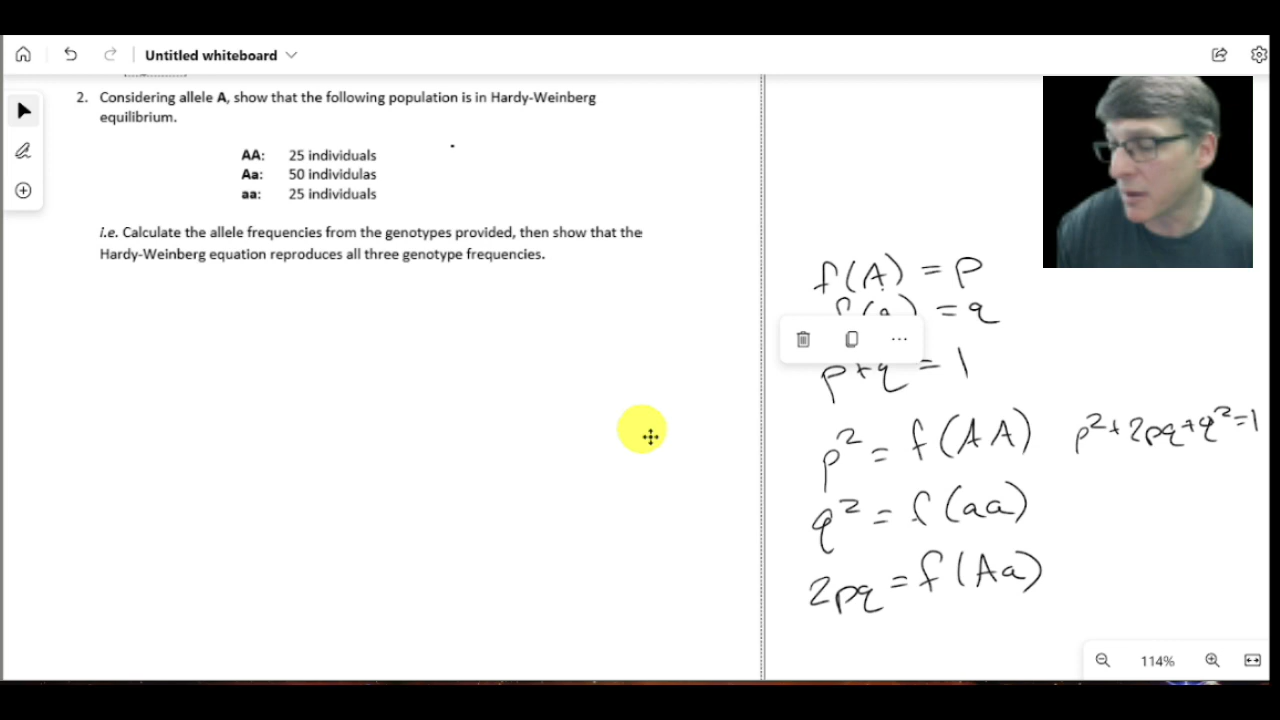 Untitled whiteboard
2. Considering allele A, show that the following population is in Hardy-Weinberg
equilibrium.
AA: 25 individuals
Aa: 50 individulas
aa: 25 individuals
i.e. Calculate the allele frequencies from the genotypes provided, then show that the
Hardy-Weinberg equation reproduces all three genotype frequencies.
f(A) = p
f(a) = q
p+q = 1
p² = f(AA) p²+2pq+q²=1
q² = f(aa)
2pq = f(Aa)
114%